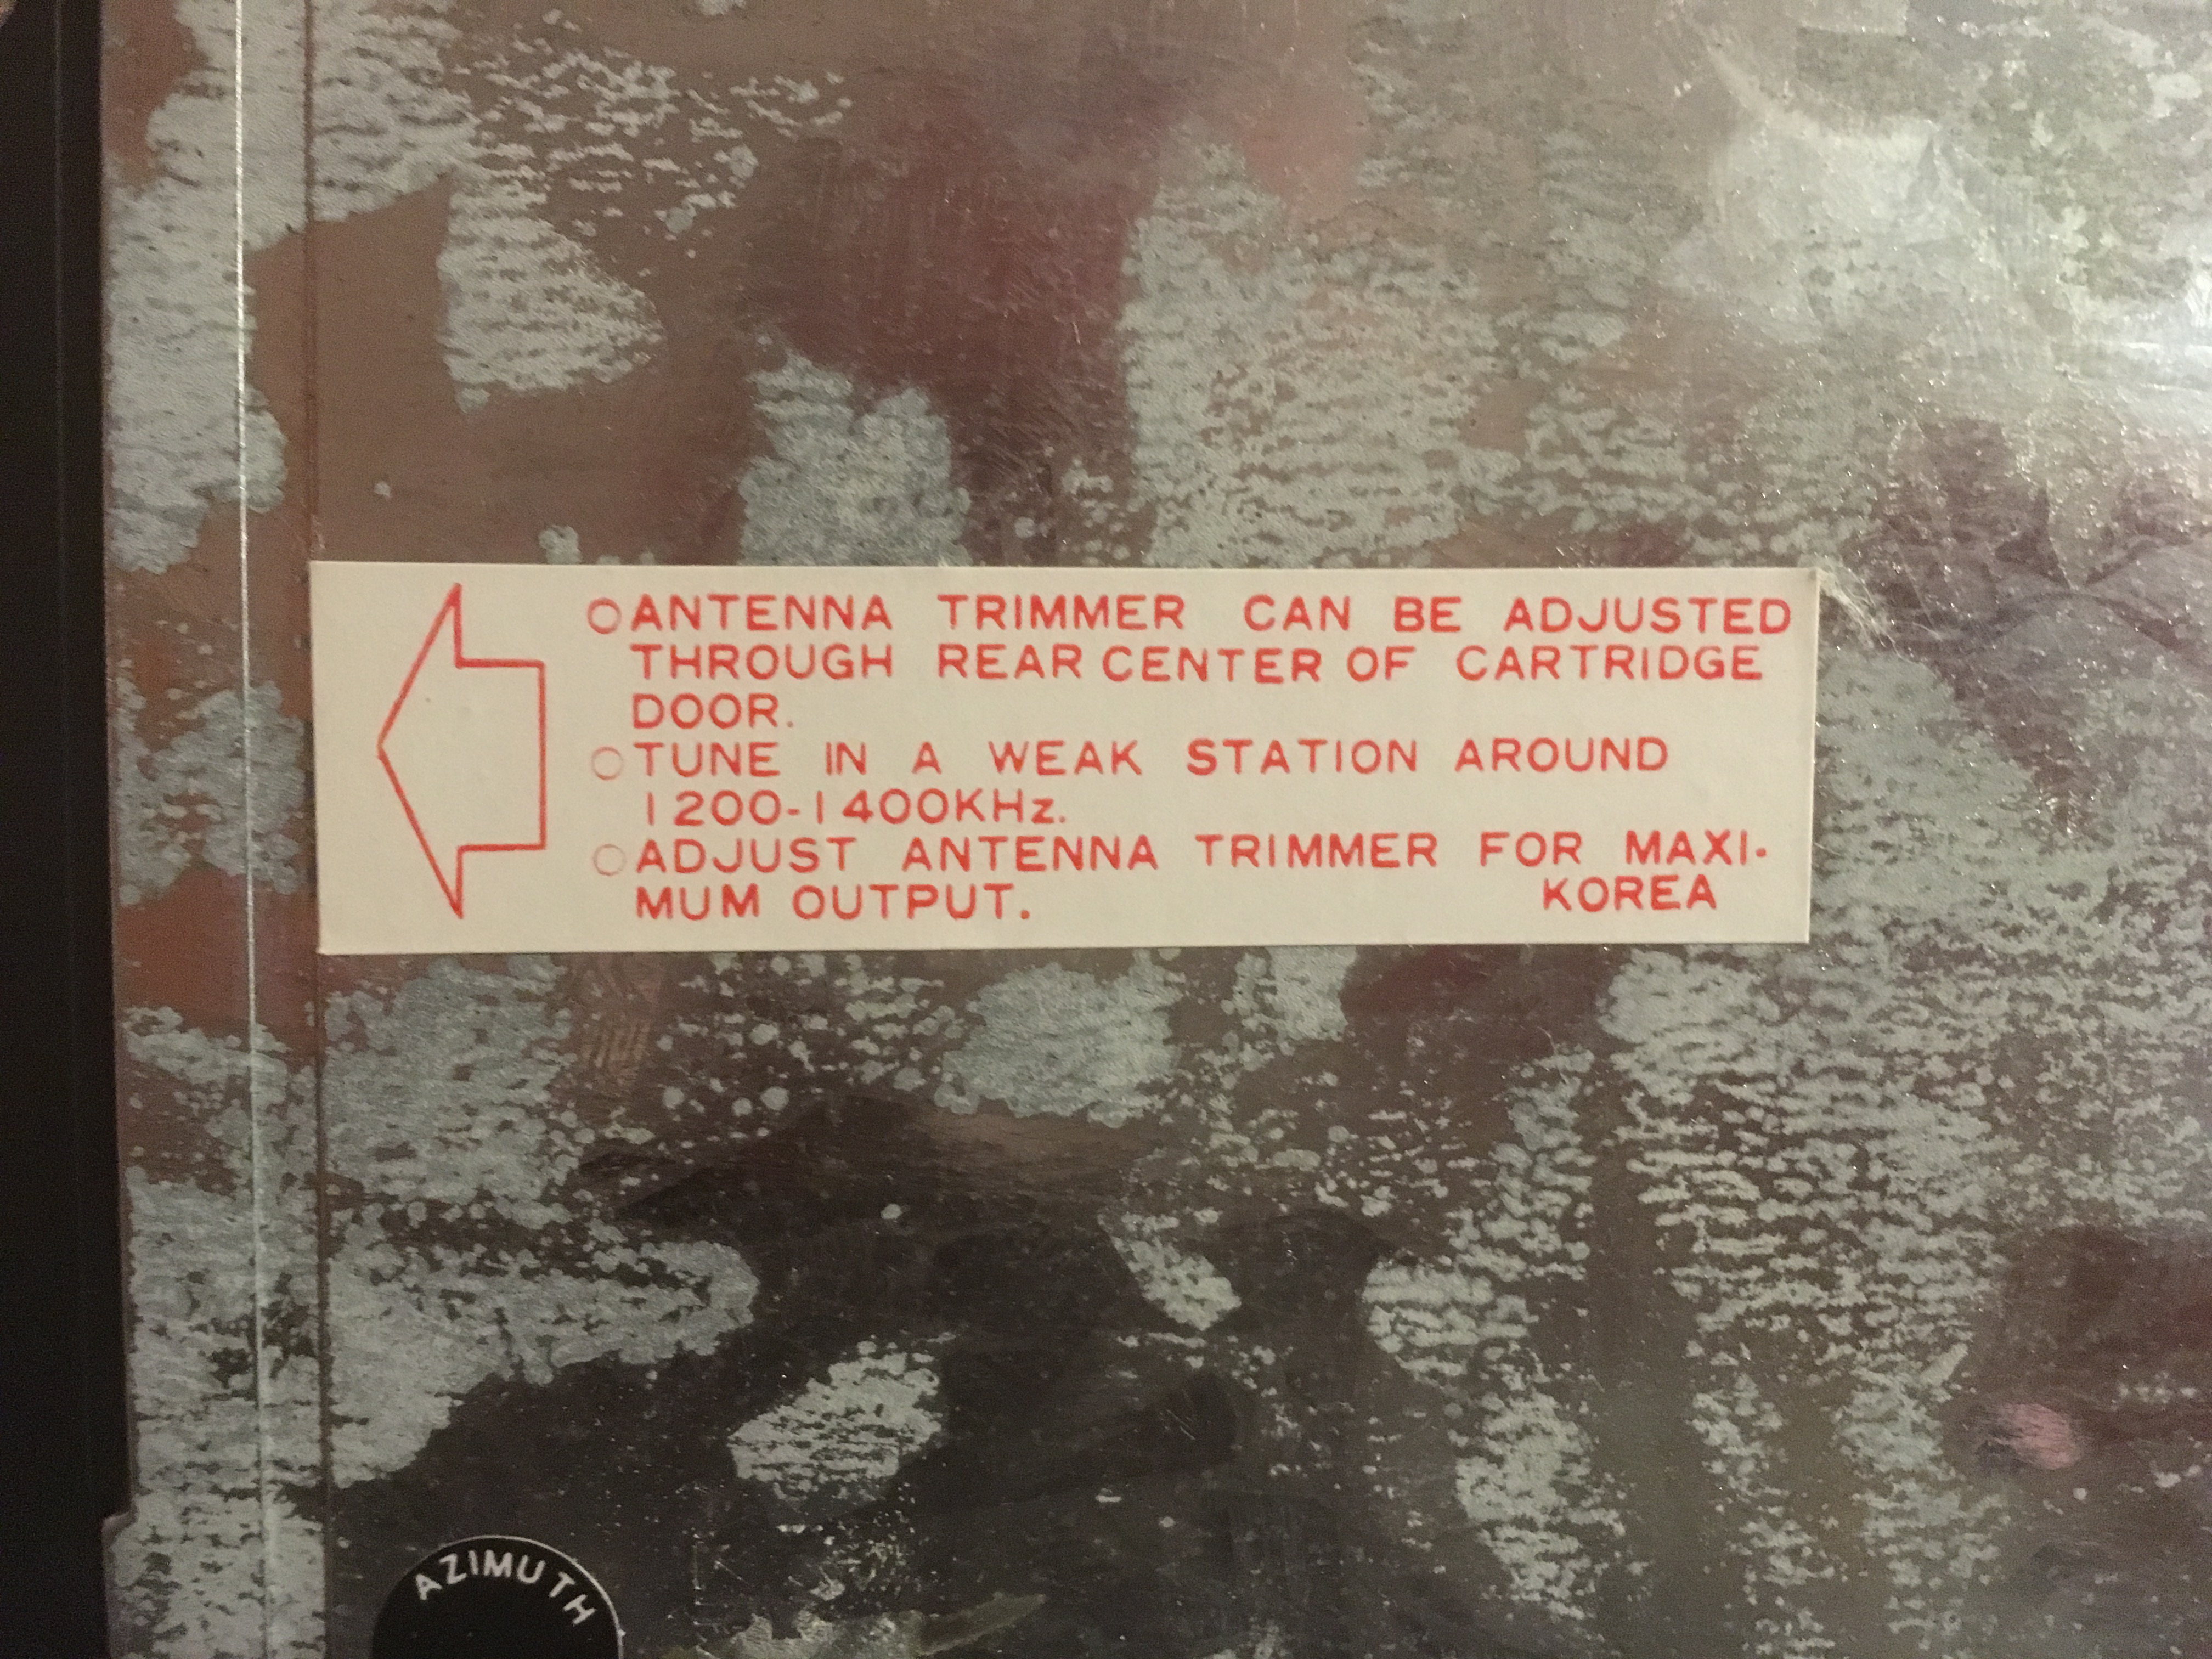 ○ANTENNA TRIMMER CAN BE ADJUSTED
THROUGH REAR CENTER OF CARTRIDGE
DOOR.
○TUNE IN A WEAK STATION AROUND
1200-1400KHz.
○ADJUST ANTENNA TRIMMER FOR MAXI-
MUM OUTPUT. KOREA
AZIMUTH